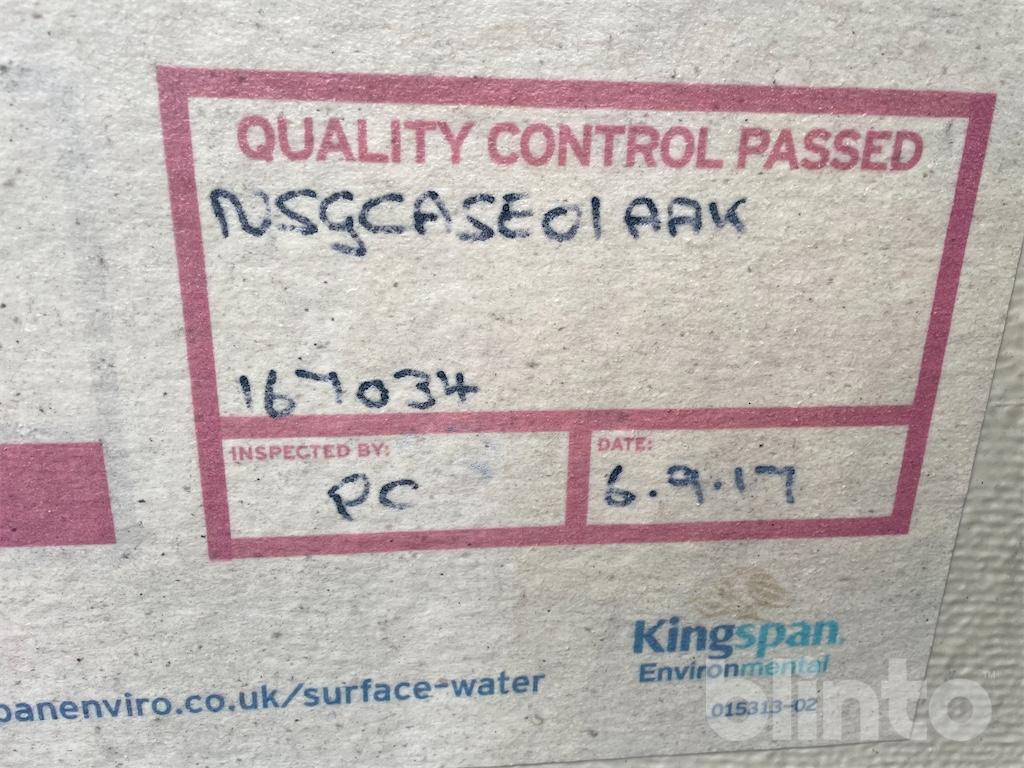 QUALITY CONTROL PASSED
NSGCASE01AAK
167034
INSPECTED BY:
PC
DATE:
6.9.17
Kingspan
Environmental
015313-02
panenviro.co.uk/surface-water
blinto